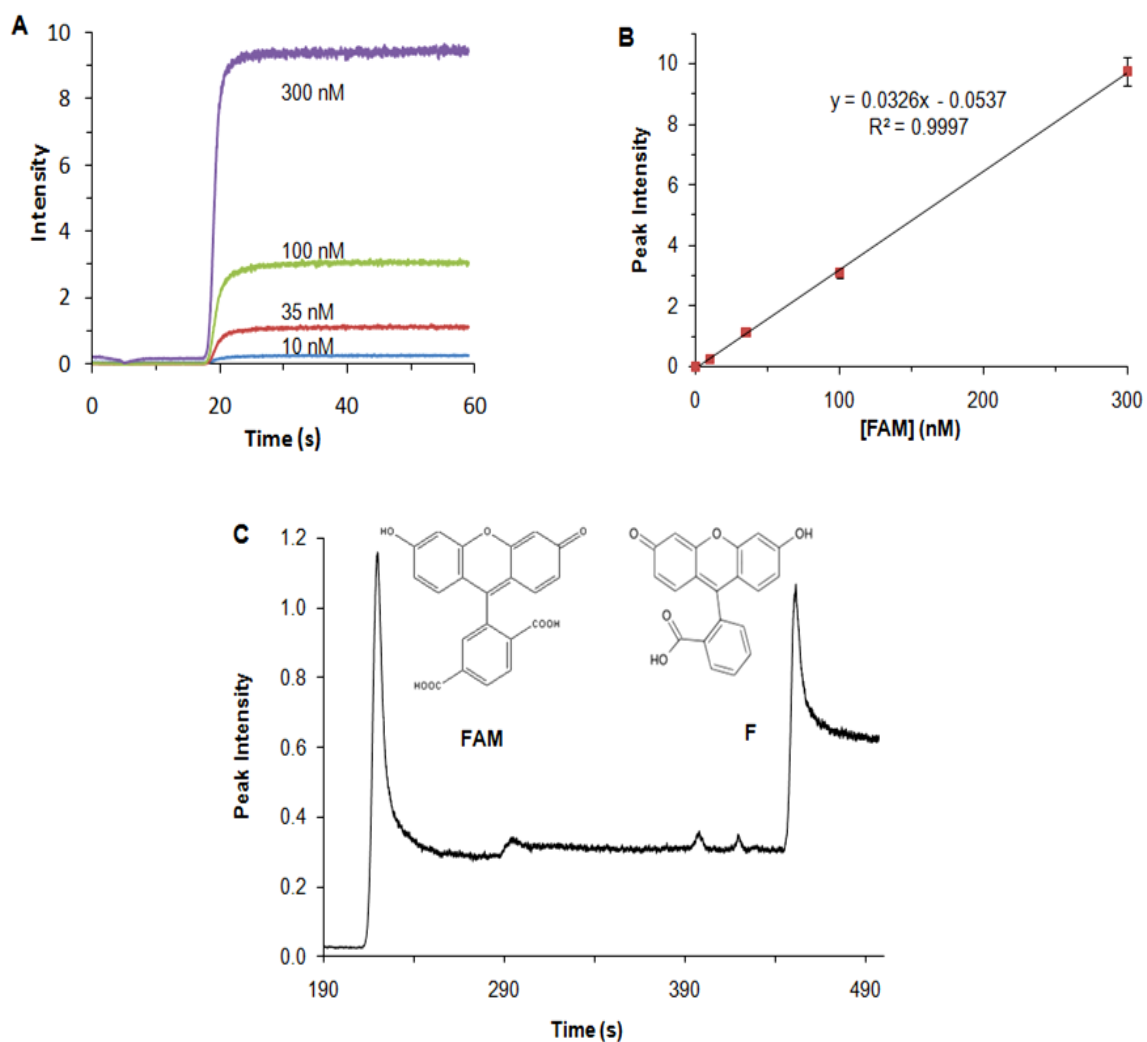 A
Intensity
10
8
6
4
2
0
300 nM
100 nM
35 nM
10 nM
0
20
40
60
Time (s)
B
Peak Intensity
10
8
6
4
2
0
y = 0.0326x - 0.0537
R² = 0.9997
0
100
200
300
[FAM] (nM)
C
Peak Intensity
1.2
1.0
0.8
0.6
0.4
0.2
0.0
HO
O
O
COOH
HOOC
FAM
O
O
OH
O
HO
F
190
290
390
490
Time (s)